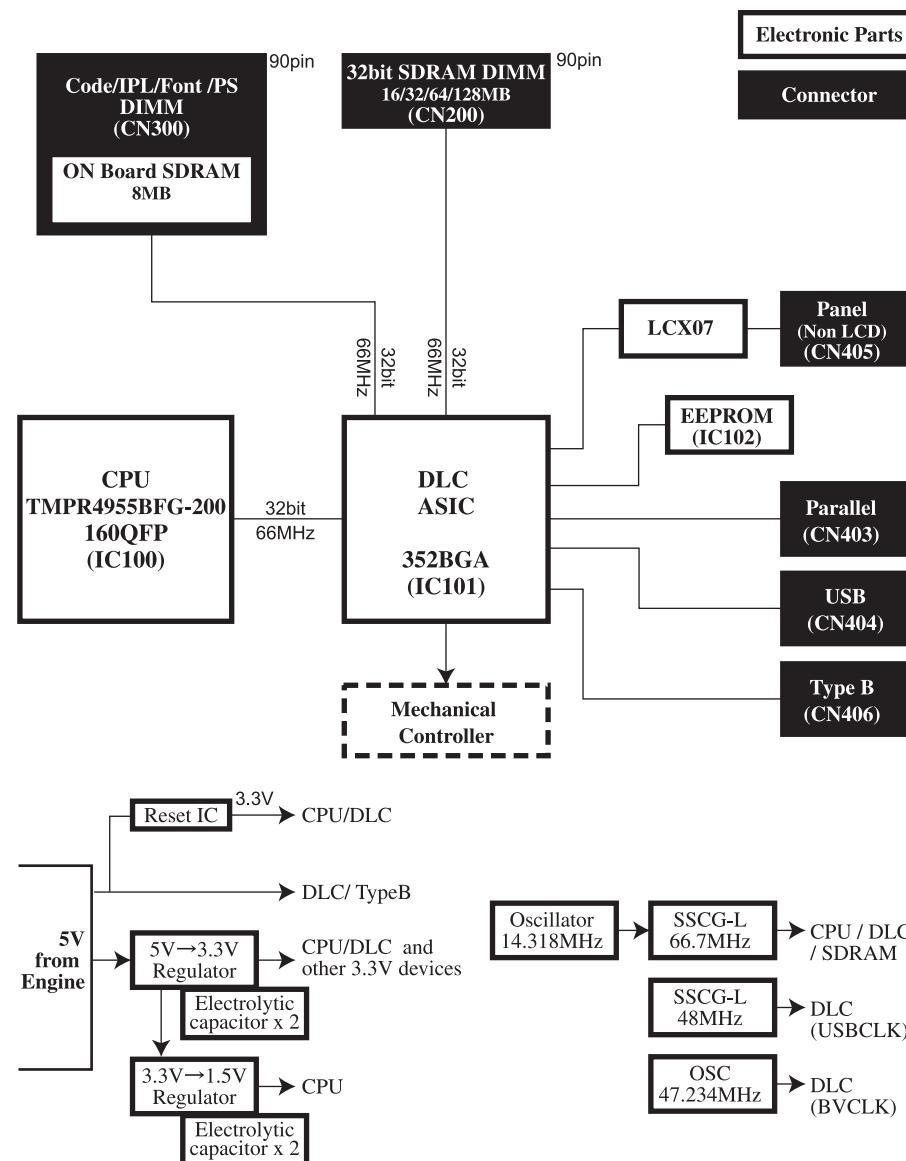 Electronic Parts
Connector
90pin
Code/IPL/Font /PS
DIMM
(CN300)
ON Board SDRAM
8MB
90pin
32bit SDRAM DIMM
16/32/64/128MB
(CN200)
32bit
66MHz
32bit
66MHz
LCX07
Panel
(Non LCD)
(CN405)
EEPROM
(IC102)
CPU
TMPR4955BFG-200
160QFP
(IC100)
32bit
66MHz
DLC
ASIC
352BGA
(IC101)
Parallel
(CN403)
USB
(CN404)
Type B
(CN406)
Mechanical
Controller
Reset IC
3.3V
CPU/DLC
DLC/ TypeB
5V
from
Engine
5V→3.3V
Regulator
CPU/DLC and
other 3.3V devices
Electrolytic
capacitor x 2
3.3V→1.5V
Regulator
CPU
Electrolytic
capacitor x 2
Oscillator
14.318MHz
SSCG-L
66.7MHz
CPU / DLC
/ SDRAM
SSCG-L
48MHz
DLC
(USBCLK)
OSC
47.234MHz
DLC
(BVCLK)